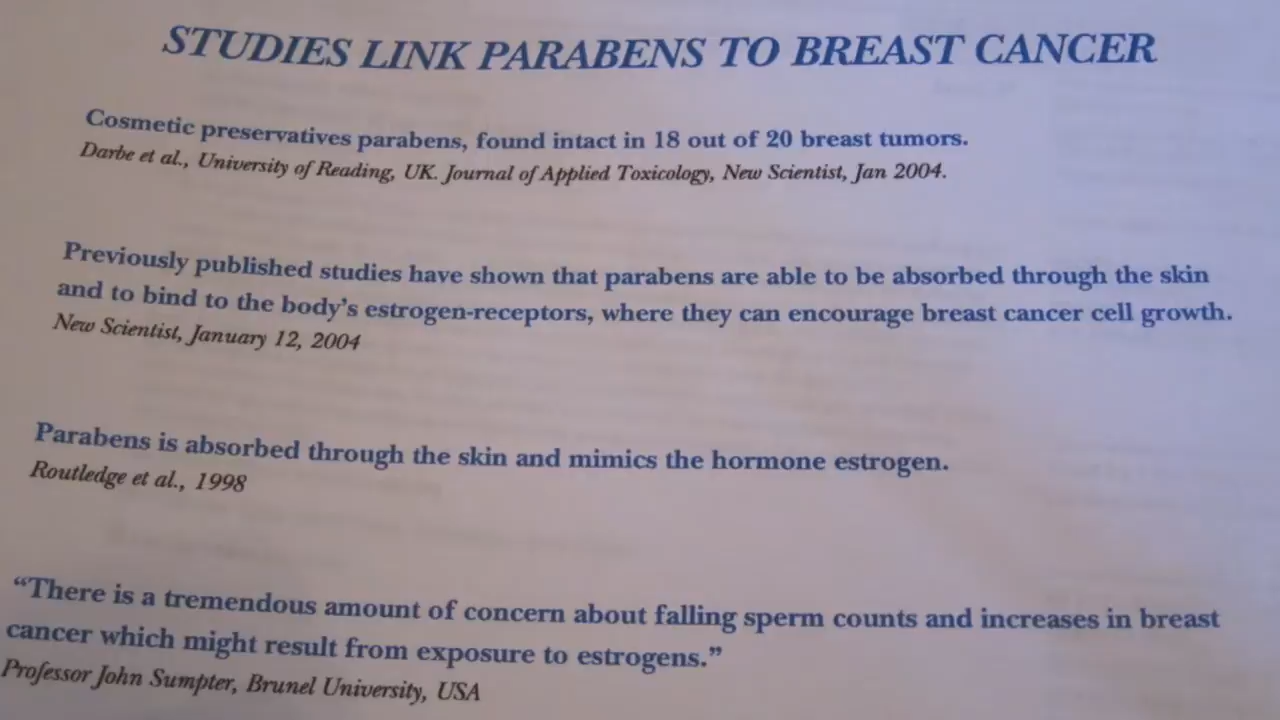 STUDIES LINK PARABENS TO BREAST CANCER
Cosmetic preservatives parabens, found intact in 18 out of 20 breast tumors.
Darbe et al., University of Reading, UK. Journal of Applied Toxicology, New Scientist, Jan 2004.
Previously published studies have shown that parabens are able to be absorbed through the skin
and to bind to the body's estrogen-receptors, where they can encourage breast cancer cell growth.
New Scientist, January 12, 2004
Parabens is absorbed through the skin and mimics the hormone estrogen.
Routledge et al., 1998
“There is a tremendous amount of concern about falling sperm counts and increases in breast
cancer which might result from exposure to estrogens.”
Professor John Sumpter, Brunel University, USA